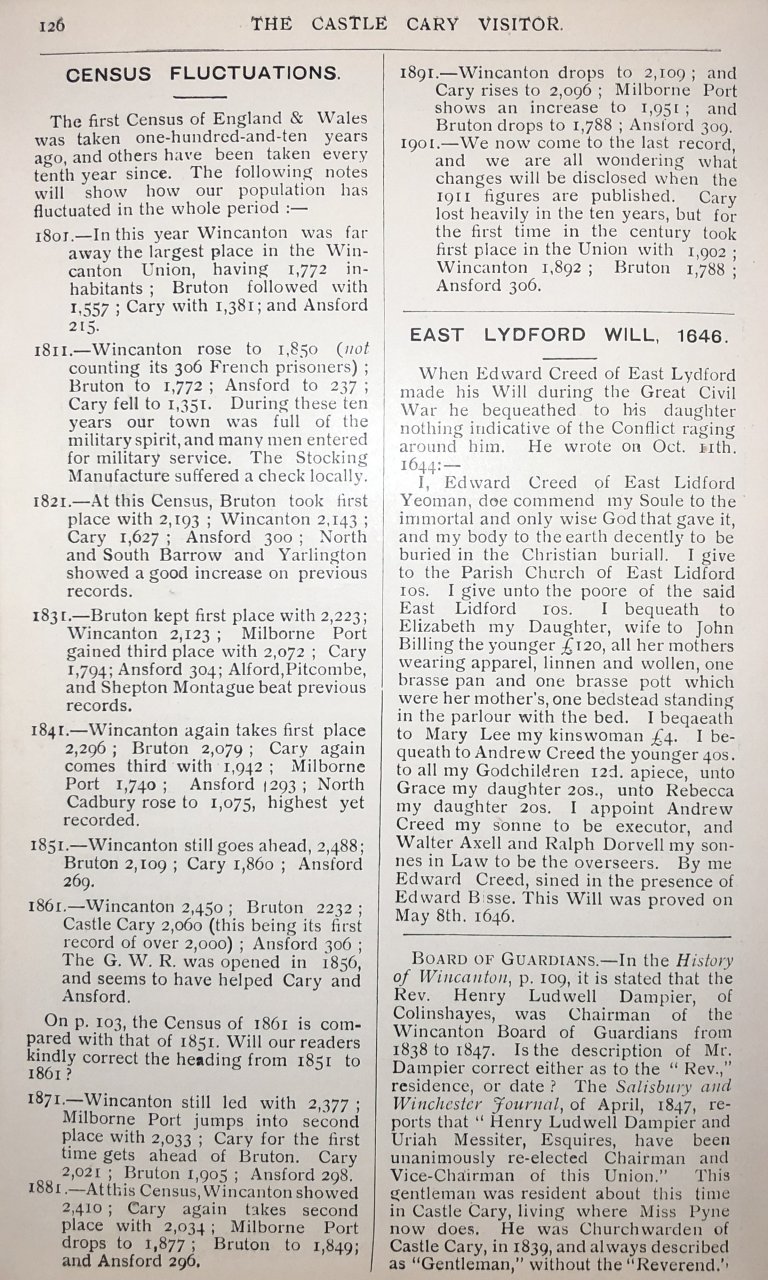 126
THE CASTLE CARY VISITOR.
CENSUS FLUCTUATIONS.
The first Census of England & Wales
was taken one-hundred-and-ten years
ago, and others have been taken every
tenth year since. The following notes
will show how our population has
fluctuated in the whole period :—
1801.—In this year Wincanton was far
away the largest place in the Win-
canton Union, having 1,772 in-
habitants ; Bruton followed with
1,557 ; Cary with 1,381; and Ansford
215.
1811.—Wincanton rose to 1,850 (not
counting its 306 French prisoners) ;
Bruton to 1,772 ; Ansford to 237 ;
Cary fell to 1,351. During these ten
years our town was full of the
military spirit, and many men entered
for military service. The Stocking
Manufacture suffered a check locally.
1821.—At this Census, Bruton took first
place with 2,193 ; Wincanton 2,143 ;
Cary 1,627 ; Ansford 300 ; North
and South Barrow and Yarlington
showed a good increase on previous
records.
1831.—Bruton kept first place with 2,223;
Wincanton 2,123 ; Milborne Port
gained third place with 2,072 ; Cary
1,794; Ansford 304; Alford,Pitcombe,
and Shepton Montague beat previous
records.
1841.—Wincanton again takes first place
2,296 ; Bruton 2,079 ; Cary again
comes third with 1,942 ; Milborne
Port 1,740 ; Ansford 293 ; North
Cadbury rose to 1,075, highest yet
recorded.
1851.—Wincanton still goes ahead, 2,488;
Bruton 2,109 ; Cary 1,860 ; Ansford
269.
1861.—Wincanton 2,450 ; Bruton 2232 ;
Castle Cary 2,060 (this being its first
record of over 2,000) ; Ansford 306 ;
The G. W. R. was opened in 1856,
and seems to have helped Cary and
Ansford.
On p. 103, the Census of 1861 is com-
pared with that of 1851. Will our readers
kindly correct the heading from 1851 to
1861 ?
1871.—Wincanton still led with 2,377 ;
Milborne Port jumps into second
place with 2,033 ; Cary for the first
time gets ahead of Bruton. Cary
2,021 ; Bruton 1,905 ; Ansford 298.
1881.—At this Census, Wincanton showed
2,410 ; Cary again takes second
place with 2,034 ; Milborne Port
drops to 1,877 ; Bruton to 1,849;
and Ansford 296.
1891.—Wincanton drops to 2,109 ; and
Cary rises to 2,096 ; Milborne Port
shows an increase to 1,951 ; and
Bruton drops to 1,788 ; Ansford 309.
1901.—We now come to the last record,
and we are all wondering what
changes will be disclosed when the
1911 figures are published. Cary
lost heavily in the ten years, but for
the first time in the century took
first place in the Union with 1,902 ;
Wincanton 1,892 ; Bruton 1,788 ;
Ansford 306.
EAST LYDFORD WILL, 1646.
When Edward Creed of East Lydford
made his Will during the Great Civil
War he bequeathed to his daughter
nothing indicative of the Conflict raging
around him. He wrote on Oct. 11th.
1644:—
I, Edward Creed of East Lidford
Yeoman, doe commend my Soule to the
immortal and only wise God that gave it,
and my body to the earth decently to be
buried in the Christian buriall. I give
to the Parish Church of East Lidford
10s. I give unto the poore of the said
East Lidford 10s. I bequeath to
Elizabeth my Daughter, wife to John
Billing the younger £120, all her mothers
wearing apparel, linnen and wollen, one
brasse pan and one brasse pott which
were her mother's, one bedstead standing
in the parlour with the bed. I beqaeath
to Mary Lee my kinswoman £4. I be-
queath to Andrew Creed the younger 40s.
to all my Godchildren 12d. apiece, unto
Grace my daughter 20s., unto Rebecca
my daughter 20s. I appoint Andrew
Creed my sonne to be executor, and
Walter Axell and Ralph Dorvell my son-
nes in Law to be the overseers. By me
Edward Creed, sined in the presence of
Edward Bisse. This Will was proved on
May 8th. 1646.
BOARD OF GUARDIANS.—In the History
of Wincanton, p. 109, it is stated that the
Rev. Henry Ludwell Dampier, of
Colinshayes, was Chairman of the
Wincanton Board of Guardians from
1838 to 1847. Is the description of Mr.
Dampier correct either as to the " Rev.,"
residence, or date ? The Salisbury and
Winchester Journal, of April, 1847, re-
ports that " Henry Ludwell Dampier and
Uriah Messiter, Esquires, have been
unanimously re-elected Chairman and
Vice-Chairman of this Union." This
gentleman was resident about this time
in Castle Cary, living where Miss Pyne
now does. He was Churchwarden of
Castle Cary, in 1839, and always described
as "Gentleman," without the "Reverend."